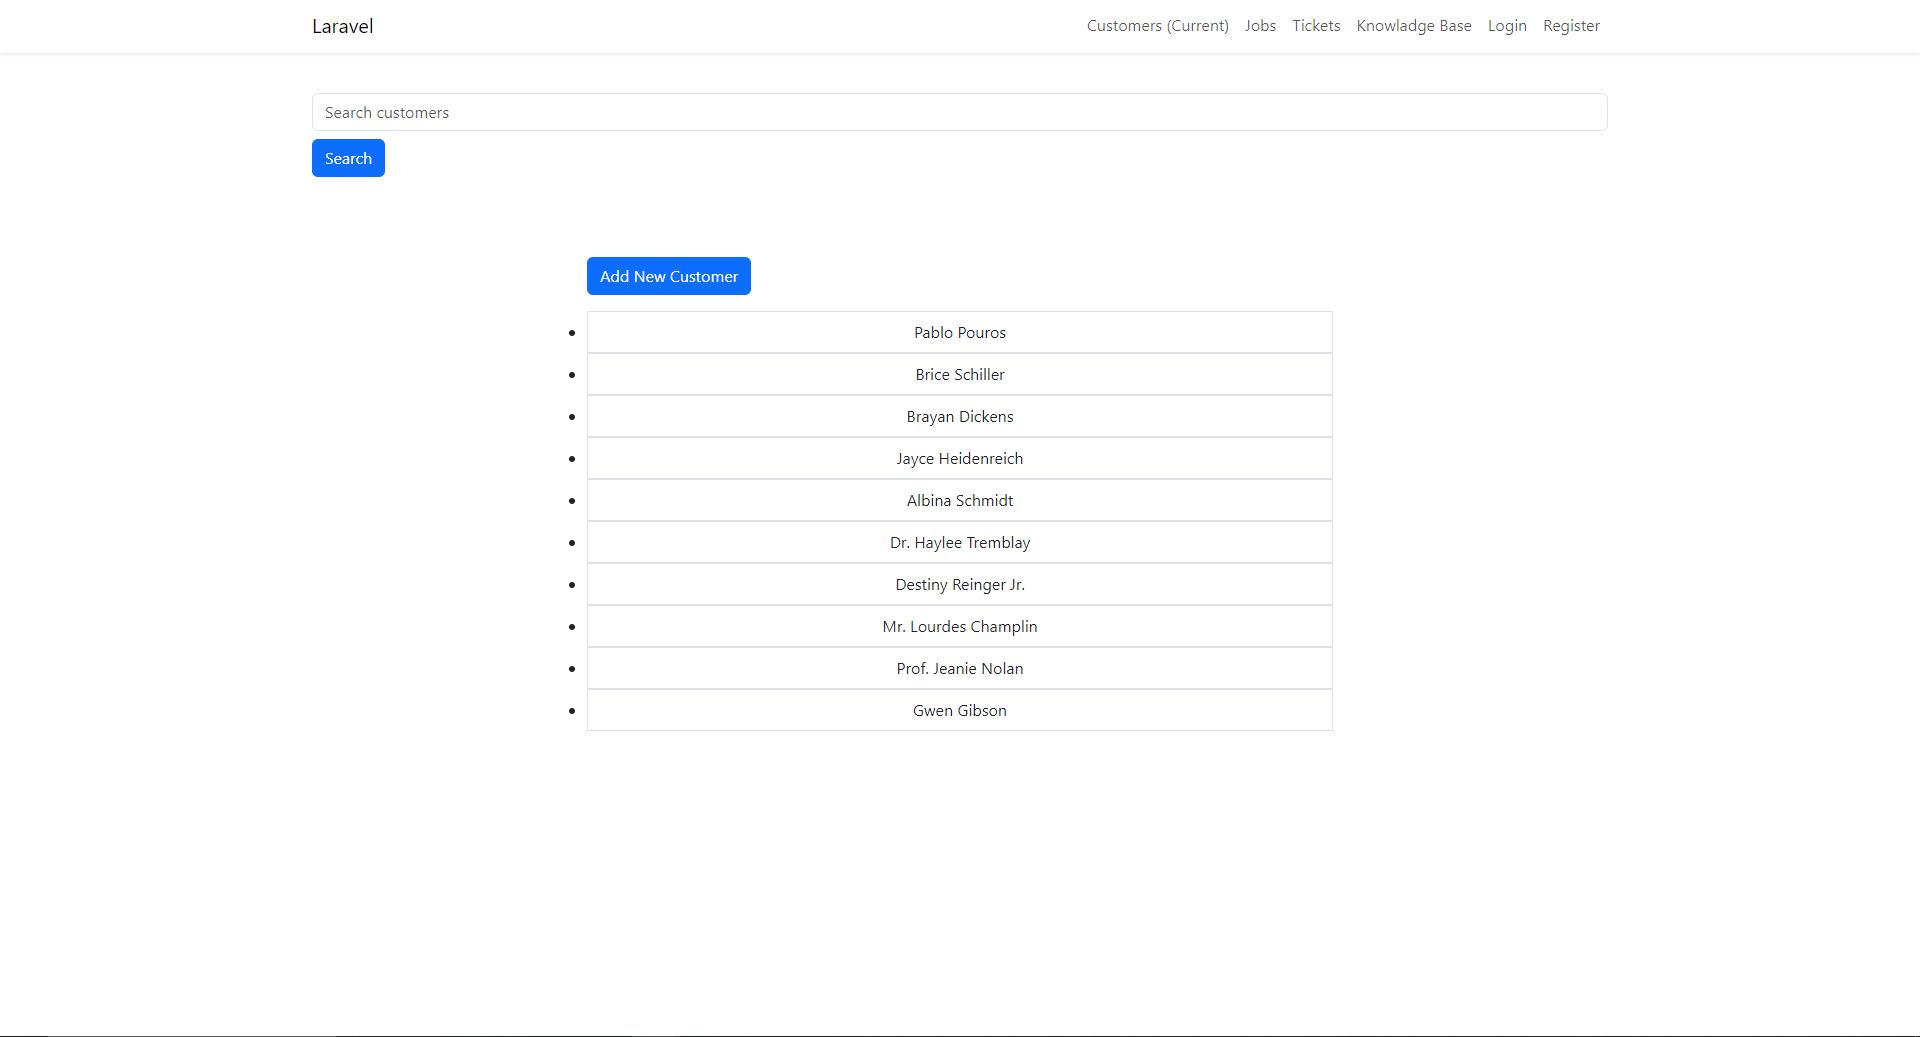 Laravel
Customers (Current) Jobs Tickets Knowladge Base Login Register
Search customers
Search
Add New Customer
Pablo Pouros
Brice Schiller
Brayan Dickens
Jayce Heidenreich
Albina Schmidt
Dr. Haylee Tremblay
Destiny Reinger Jr.
Mr. Lourdes Champlin
Prof. Jeanie Nolan
Gwen Gibson